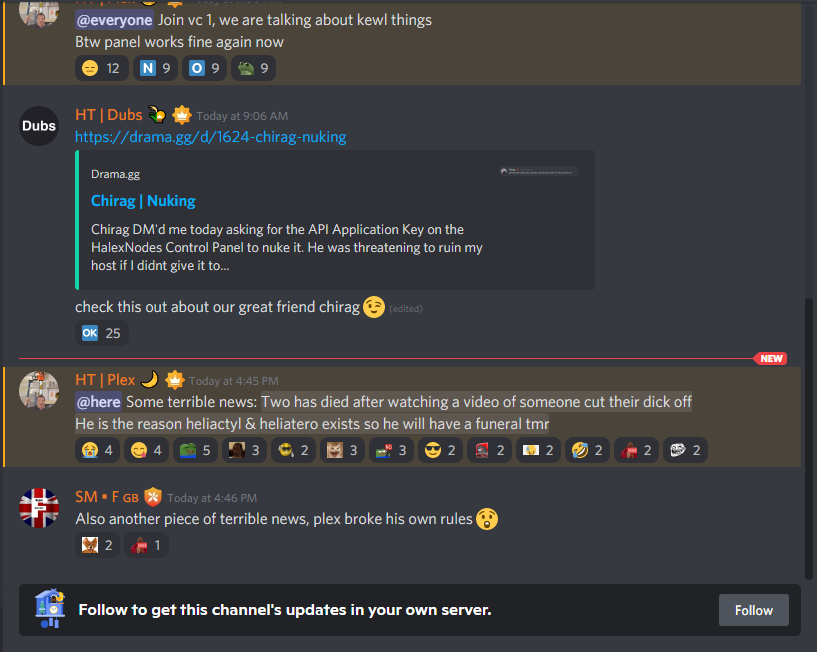 @everyone Join vc 1, we are talking about kewl things
Btw panel works fine again now
12 N 9 O 9 9
Dubs
HT | Dubs Today at 9:06 AM
https://drama.gg/d/1624-chirag-nuking
Drama.gg
Chirag | Nuking
Chirag DM'd me today asking for the API Application Key on the
HalexNodes Control Panel to nuke it. He was threatening to ruin my
host if I didnt give it to...
check this out about our great friend chirag 😉 (edited)
OK 25
NEW
HT | Plex Today at 4:45 PM
@here Some terrible news: Two has died after watching a video of someone cut their dick off
He is the reason heliactyl & heliatero exists so he will have a funeral tmr
4 4 5 3 2 3 3 2 2 2 2 2 2
F
SM • F GB Today at 4:46 PM
Also another piece of terrible news, plex broke his own rules 😲
2 1
Follow to get this channel's updates in your own server.
Follow